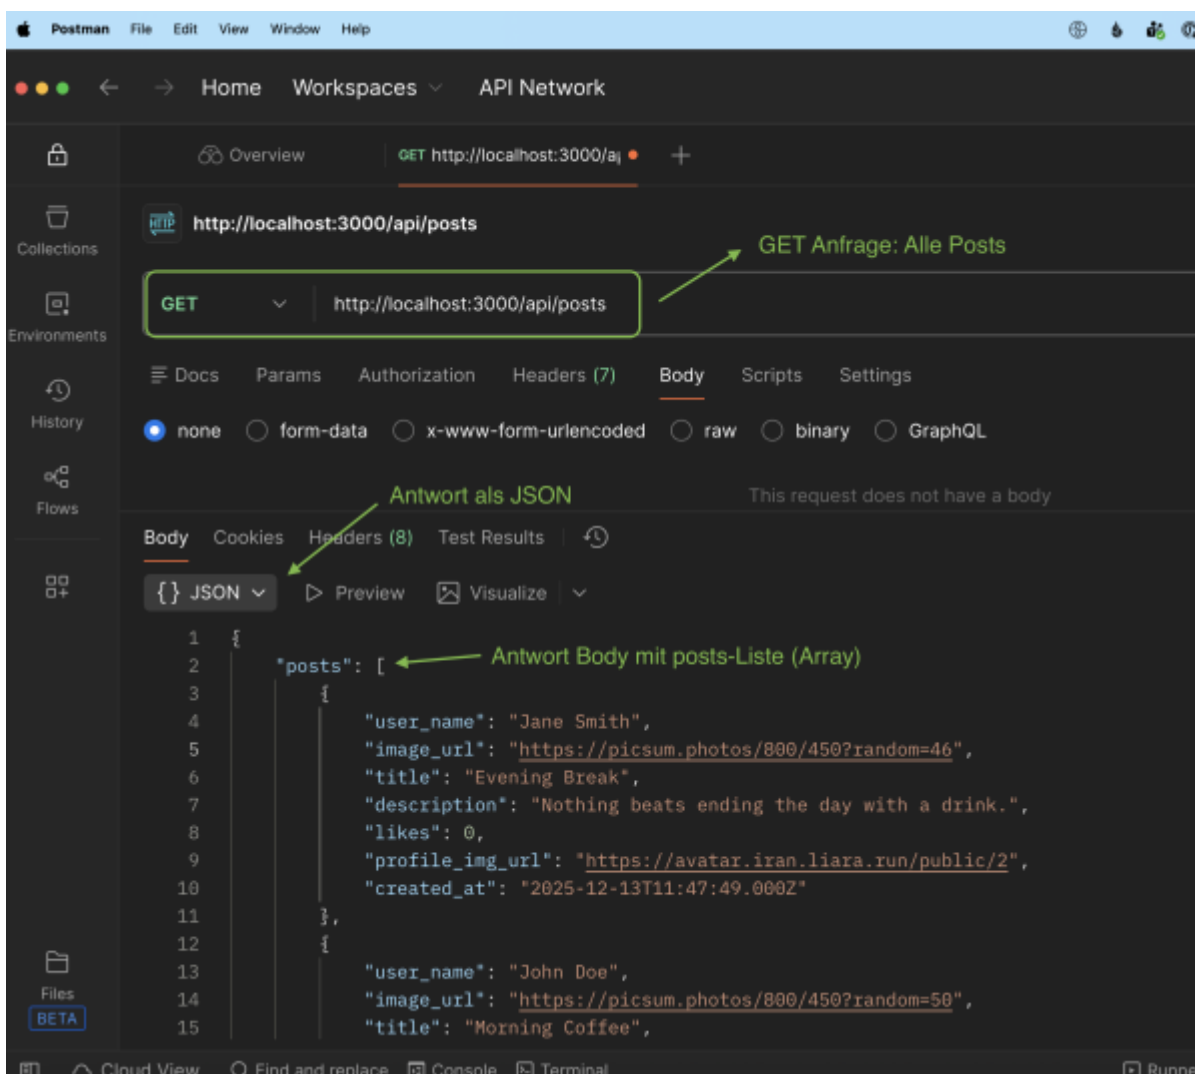 Postman File Edit View Window Help
Home Workspaces API Network
Overview GET http://localhost:3000/a
HTTP http://localhost:3000/api/posts
Collections
GET Anfrage: Alle Posts
GET http://localhost:3000/api/posts
Environments
Docs Params Authorization Headers (7) Body Scripts Settings
History
none form-data x-www-form-urlencoded raw binary GraphQL
Flows
Antwort als JSON
This request does not have a body
Body Cookies Headers (8) Test Results
{} JSON Preview Visualize
1 {
2 "posts": [
Antwort Body mit posts-Liste (Array)
3 {
4 "user_name": "Jane Smith",
5 "image_url": "https://picsum.photos/800/450?random=46",
6 "title": "Evening Break",
7 "description": "Nothing beats ending the day with a drink.",
8 "likes": 0,
9 "profile_img_url": "https://avatar.iran.liara.run/public/2",
10 "created_at": "2025-12-13T11:47:49.000Z"
11 },
12 {
13 "user_name": "John Doe",
14 "image_url": "https://picsum.photos/800/450?random=50",
15 "title": "Morning Coffee",
Files
BETA
Cloud View Find and replace Console Terminal Runne